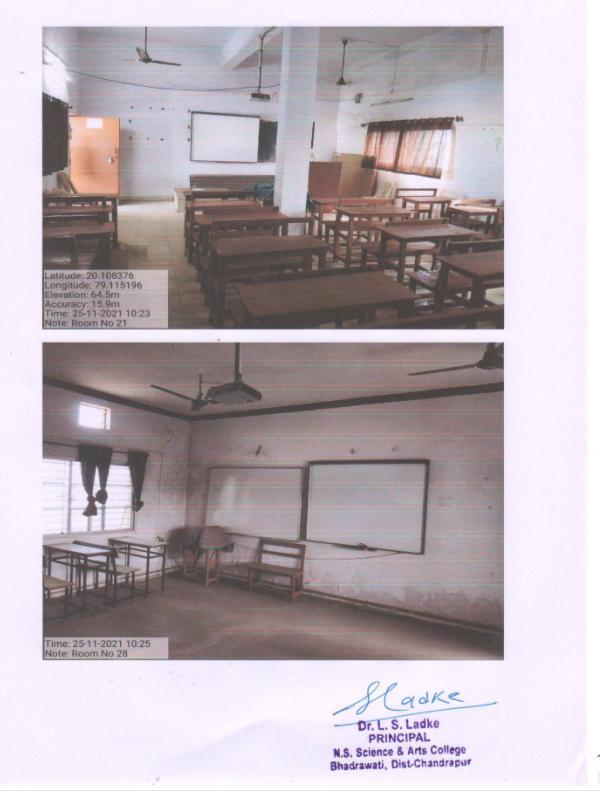 Latitude: 20.108376
Longitude: 79.115196
Elevation: 64.5m
Accuracy: 15.9m
Time: 25-11-2021 10:23
Note: Room No 21
Time: 25-11-2021 10:25
Note: Room No 28
SLadke
Dr. L. S. Ladke
PRINCIPAL
N.S. Science & Arts College
Bhadrawati, Dist-Chandrapur